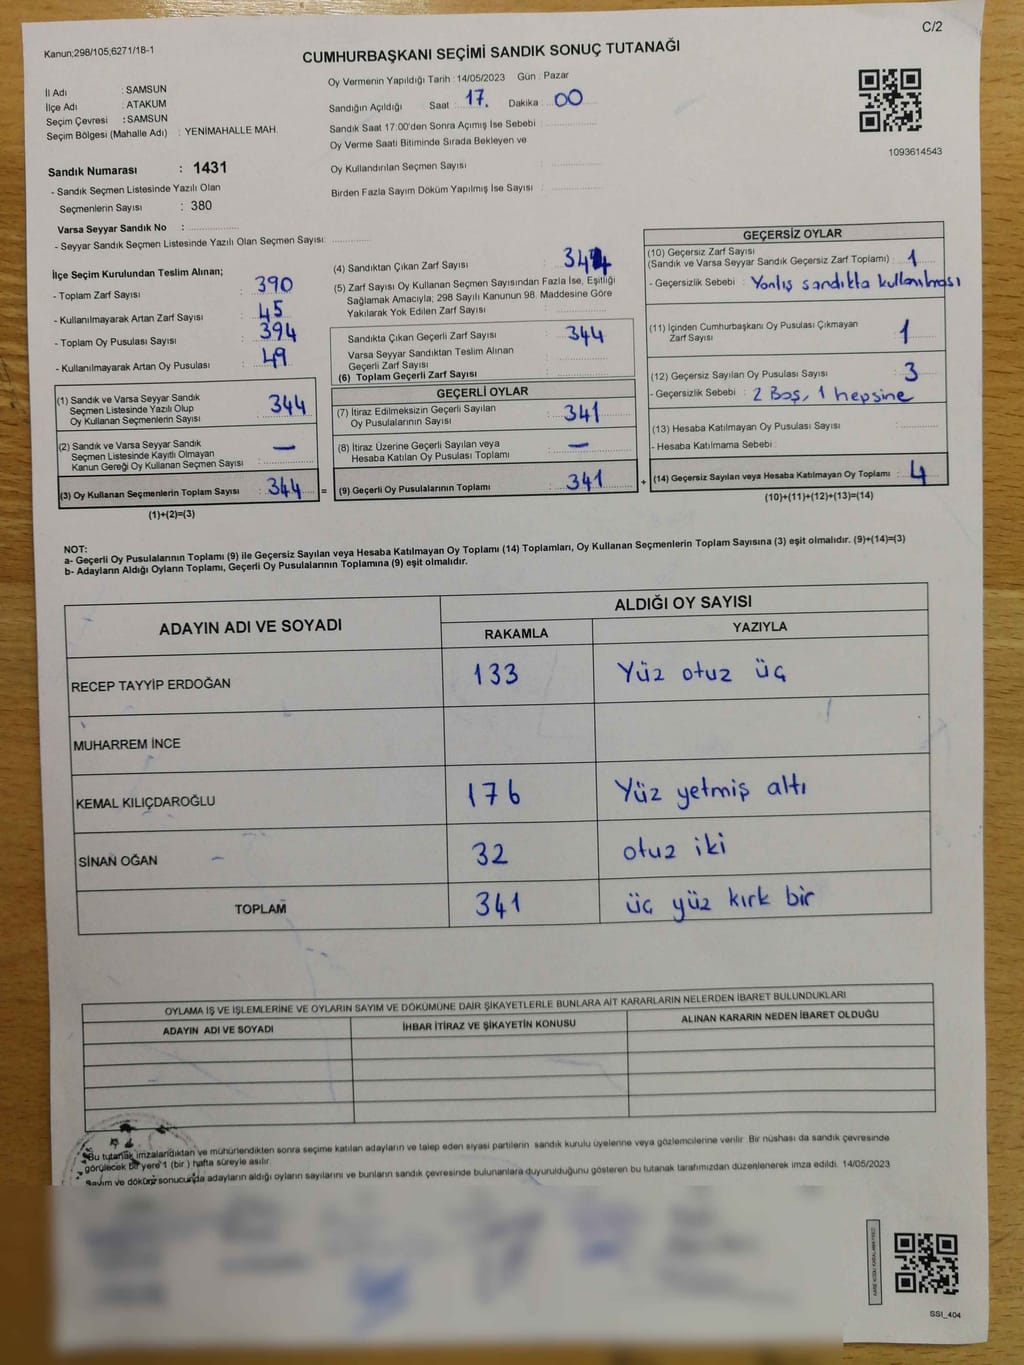 C/2
Kanun;298/105,6271/18-1
CUMHURBAŞKANI SEÇİMİ SANDIK SONUÇ TUTANAĞI
İl Adı : SAMSUN
İlçe Adı : ATAKUM
Seçim Çevresi : SAMSUN
Seçim Bölgesi (Mahalle Adı) : YENİMAHALLE MAH.
Oy Vermenin Yapıldığı Tarih : 14/05/2023 Gün : Pazar
Sandığın Açıldığı Saat : 17. Dakika : 00
Sandık Saat 17:00'den Sonra Açımış İse Sebebi :
Oy Verme Saati Bitiminde Sırada Bekleyen ve
Oy Kullandırılan Seçmen Sayısı :
Birden Fazla Sayım Döküm Yapılmış İse Sayısı :
1093614543
Sandık Numarası : 1431
- Sandık Seçmen Listesinde Yazılı Olan
Seçmenlerin Sayısı : 380
Varsa Seyyar Sandık No :
- Seyyar Sandık Seçmen Listesinde Yazılı Olan Seçmen Sayısı:
İlçe Seçim Kurulundan Teslim Alınan;
- Toplam Zarf Sayısı : 390
- Kullanılmayarak Artan Zarf Sayısı : 45
- Toplam Oy Pusulası Sayısı : 394
- Kullanılmayarak Artan Oy Pusulası : 49
(1) Sandık ve Varsa Seyyar Sandık
Seçmen Listesinde Yazılı Olup
Oy Kullanan Seçmenlerin Sayısı : 344
(2) Sandık ve Varsa Seyyar Sandık
Seçmen Listesinde Kayıtlı Olmayan
Kanun Gereği Oy Kullanan Seçmen Sayısı : —
(3) Oy Kullanan Seçmenlerin Toplam Sayısı : 344 =
(1)+(2)=(3)
(4) Sandıktan Çıkan Zarf Sayısı : 344
(5) Zarf Sayısı Oy Kullanan Seçmen Sayısından Fazla İse, Eşitliği
Sağlamak Amacıyla; 298 Sayılı Kanunun 98. Maddesine Göre
Yakılarak Yok Edilen Zarf Sayısı :
Sandıkta Çıkan Geçerli Zarf Sayısı : 344
Varsa Seyyar Sandıktan Teslim Alınan
Geçerli Zarf Sayısı :
(6) Toplam Geçerli Zarf Sayısı :
GEÇERLİ OYLAR
(7) İtiraz Edilmeksizin Geçerli Sayılan
Oy Pusulalarının Sayısı : 341
(8) İtiraz Üzerine Geçerli Sayılan veya
Hesaba Katılan Oy Pusulası Toplamı : —
(9) Geçerli Oy Pusulalarının Toplamı : 341 +
GEÇERSİZ OYLAR
(10) Geçersiz Zarf Sayısı
(Sandık ve Varsa Seyyar Sandık Geçersiz Zarf Toplamı) : 1
- Geçersizlik Sebebi : Yanlış sandıkta kullanılması
(11) İçinden Cumhurbaşkanı Oy Pusulası Çıkmayan
Zarf Sayısı : 1
(12) Geçersiz Sayılan Oy Pusulası Sayısı : 3
- Geçersizlik Sebebi : 2 Boş, 1 hepsine
(13) Hesaba Katılmayan Oy Pusulası Sayısı :
- Hesaba Katılmama Sebebi :
(14) Geçersiz Sayılan veya Hesaba Katılmayan Oy Toplamı : 4
(10)+(11)+(12)+(13)=(14)
NOT:
a- Geçerli Oy Pusulalarının Toplamı (9) ile Geçersiz Sayılan veya Hesaba Katılmayan Oy Toplamı (14) Toplamları, Oy Kullanan Seçmenlerin Toplam Sayısına (3) eşit olmalıdır. (9)+(14)=(3)
b- Adayların Aldığı Oyların Toplamı, Geçerli Oy Pusulalarının Toplamına (9) eşit olmalıdır.
ADAYIN ADI VE SOYADI
ALDIĞI OY SAYISI
RAKAMLA YAZIYLA
RECEP TAYYİP ERDOĞAN 133 Yüz otuz üç
MUHARREM İNCE
KEMAL KILIÇDAROĞLU 176 Yüz yetmiş altı
SİNAN OĞAN 32 otuz iki
TOPLAM 341 üç yüz kırk bir
OYLAMA İŞ VE İŞLEMLERİNE VE OYLARIN SAYIM VE DÖKÜMÜNE DAİR ŞİKAYETLERLE BUNLARA AİT KARARLARIN NELERDEN İBARET BULUNDUKLARI
ADAYIN ADI VE SOYADI İHBAR İTİRAZ VE ŞİKAYETİN KONUSU ALINAN KARARIN NEDEN İBARET OLDUĞU
Bu tutanak imzalandıktan ve mühürlendikten sonra seçime katılan adayların ve talep eden siyasi partilerin sandık kurulu üyelerine veya gözlemcilerine verilir. Bir nüshası da sandık çevresinde
görülecek bir yere 1 (bir ) hafta süreyle asılır.
Sayım ve döküm sonucunda adayların aldığı oyların sayılarını ve bunların sandık çevresinde bulunanlara duyurulduğunu gösteren bu tutanak tarafımızdan düzenlenerek imza edildi. 14/05/2023
SSI_404